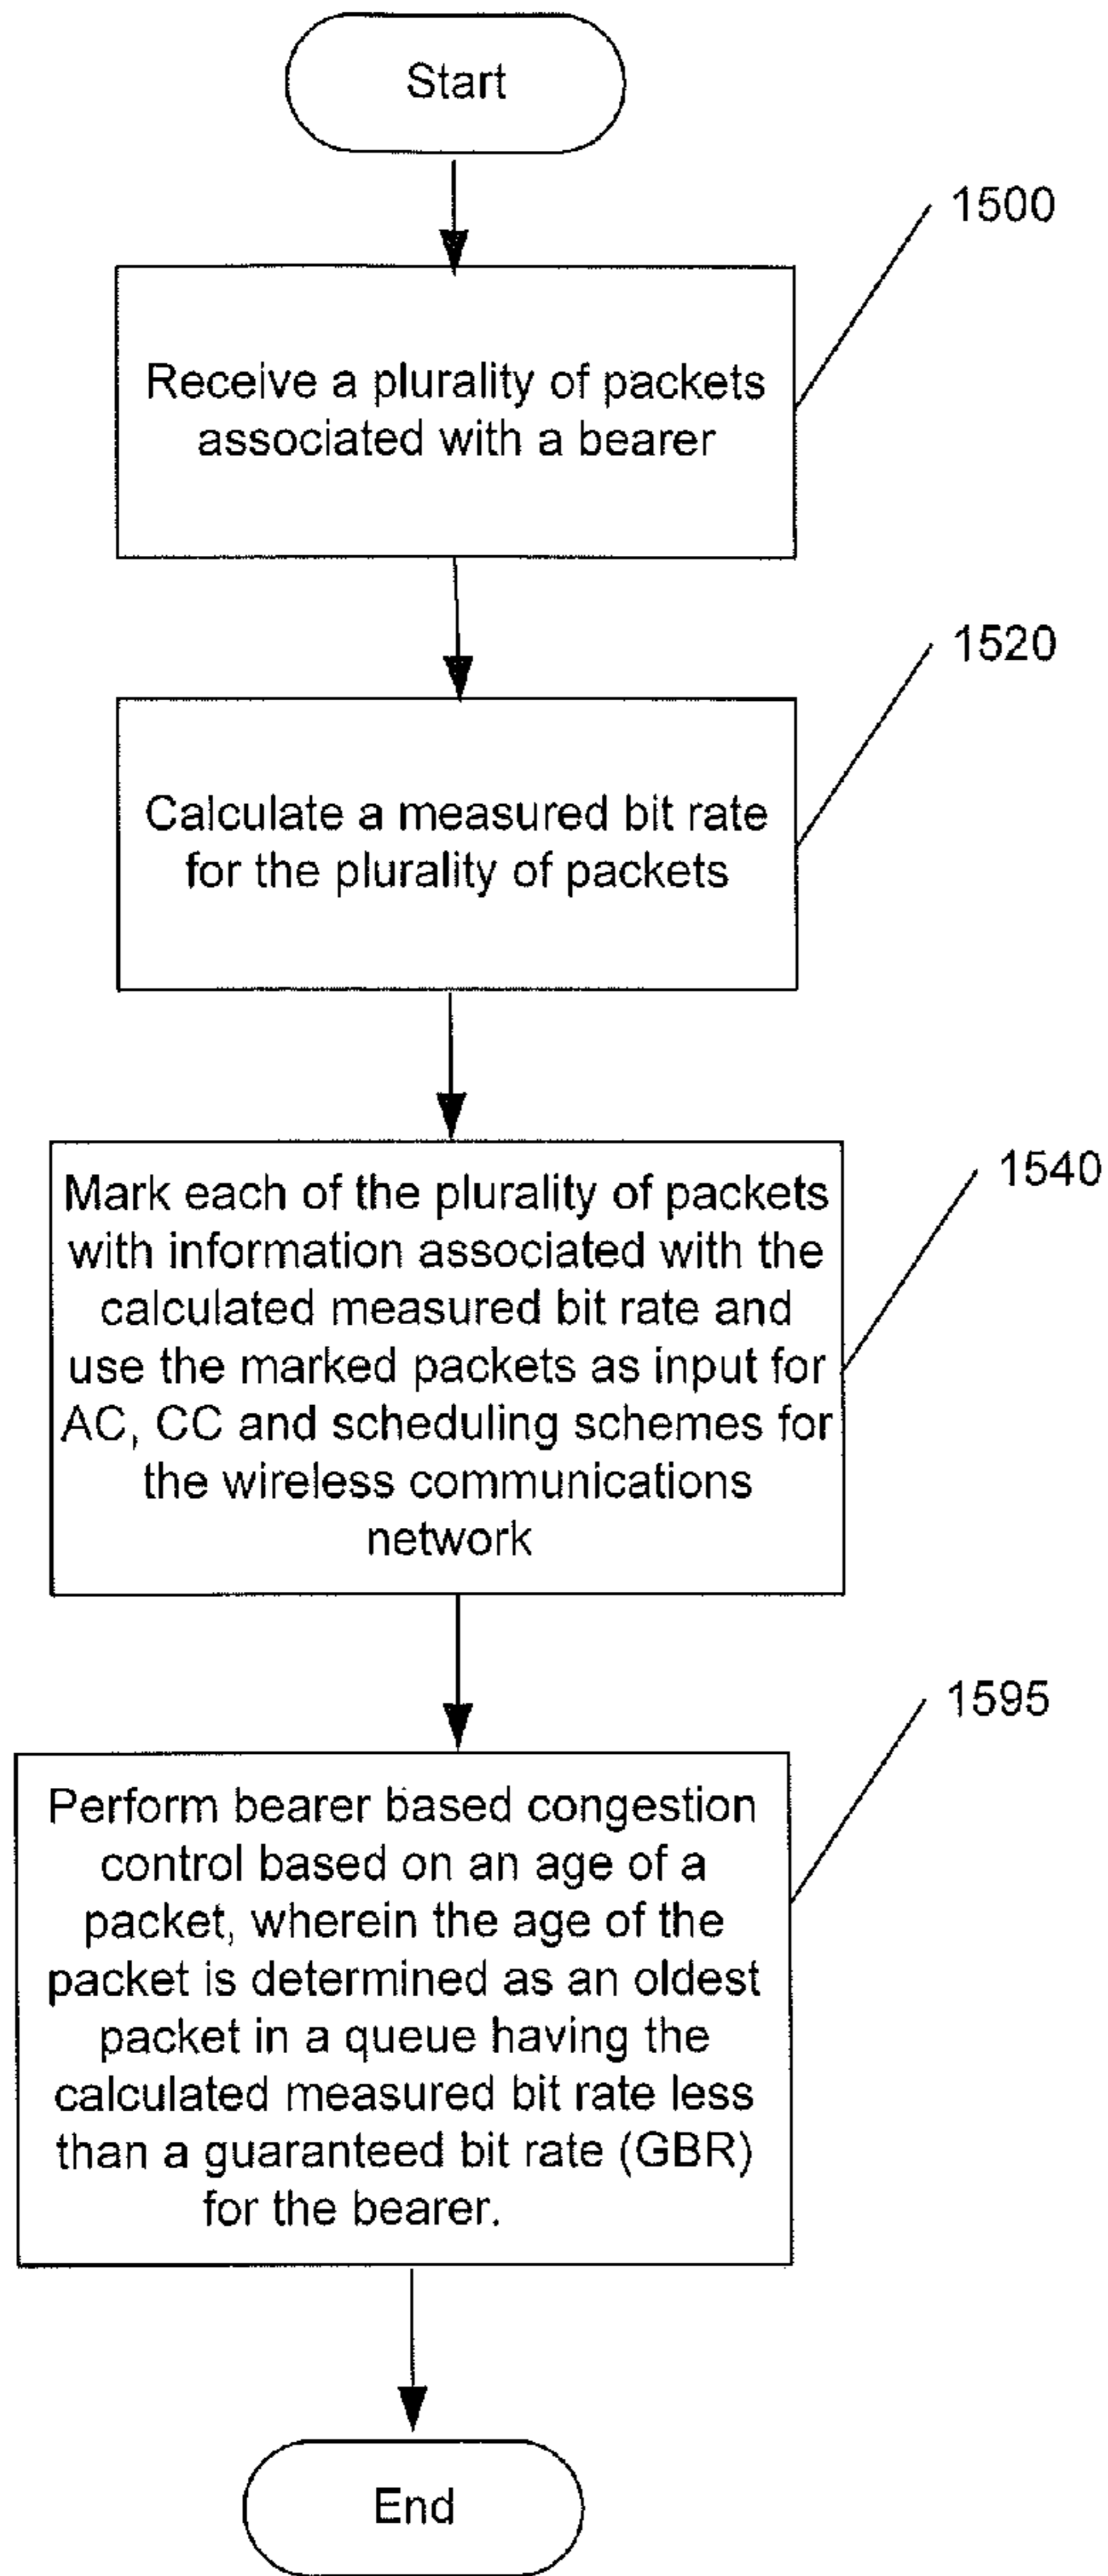 Start
1500
Receive a plurality of packets
associated with a bearer
1520
Calculate a measured bit rate
for the plurality of packets
1540
Mark each of the plurality of packets
with information associated with the
calculated measured bit rate and
use the marked packets as input for
AC, CC and scheduling schemes for
the wireless communications
network
1595
Perform bearer based congestion
control based on an age of a
packet, wherein the age of the
packet is determined as an oldest
packet in a queue having the
calculated measured bit rate less
than a guaranteed bit rate (GBR)
for the bearer.
End